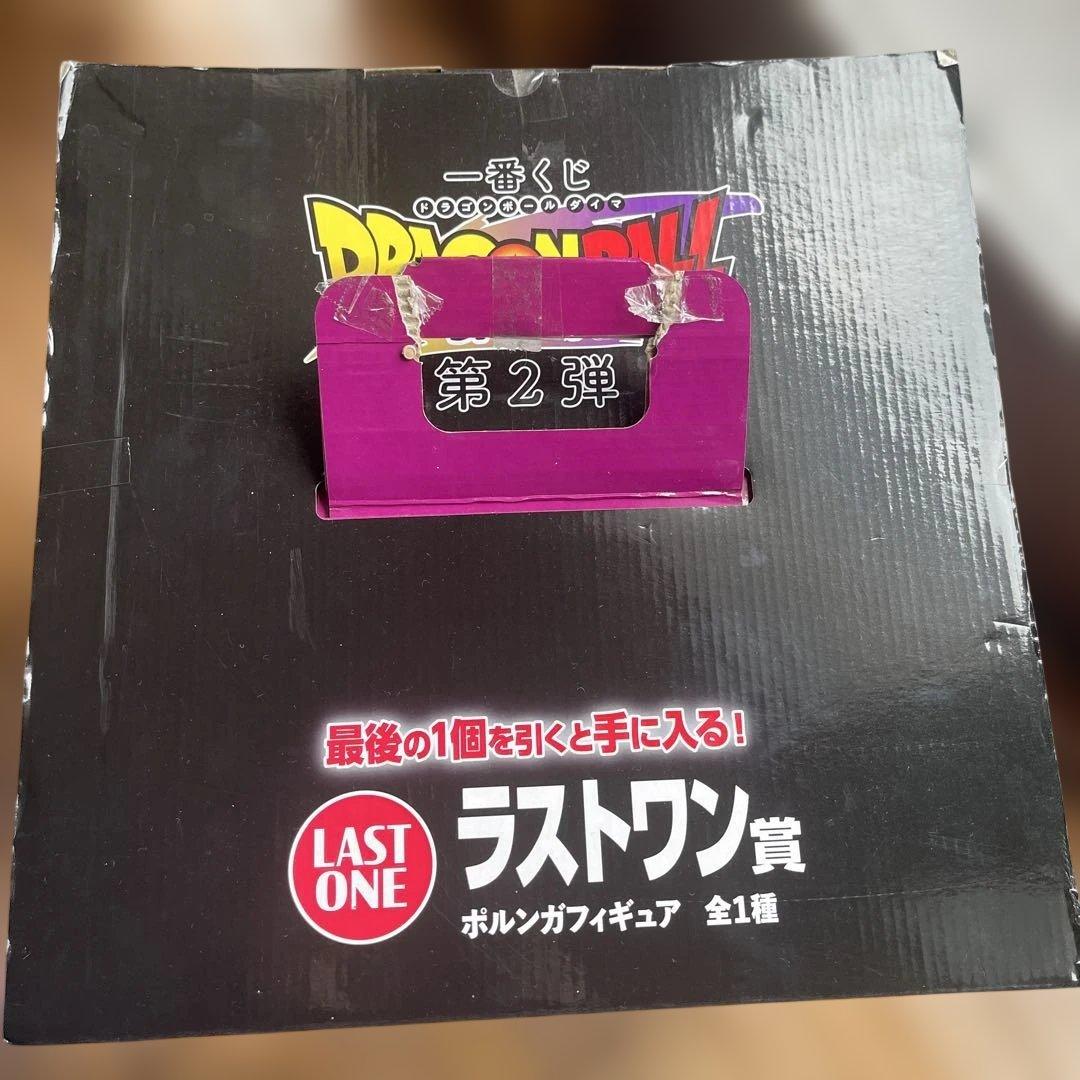 一番くじ
ドラゴンボール ダイマ
DRAGON BALL
第2弾
最後の1個を引くと手に入る！
LAST
ONE
ラストワン賞
ポルンガフィギュア 全1種